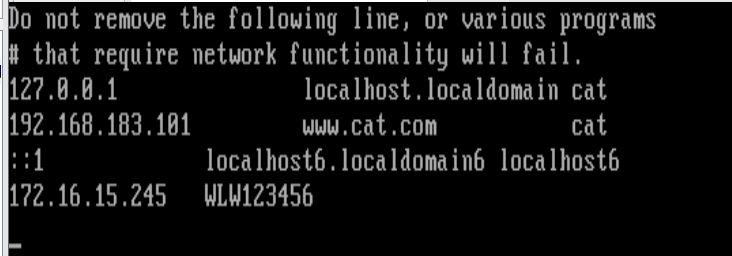 Do not remove the following line, or various programs
# that require network functionality will fail.
127.0.0.1 localhost.localdomain cat
192.168.183.101 www.cat.com cat
::1 localhost6.localdomain6 localhost6
172.16.15.245 WLW123456